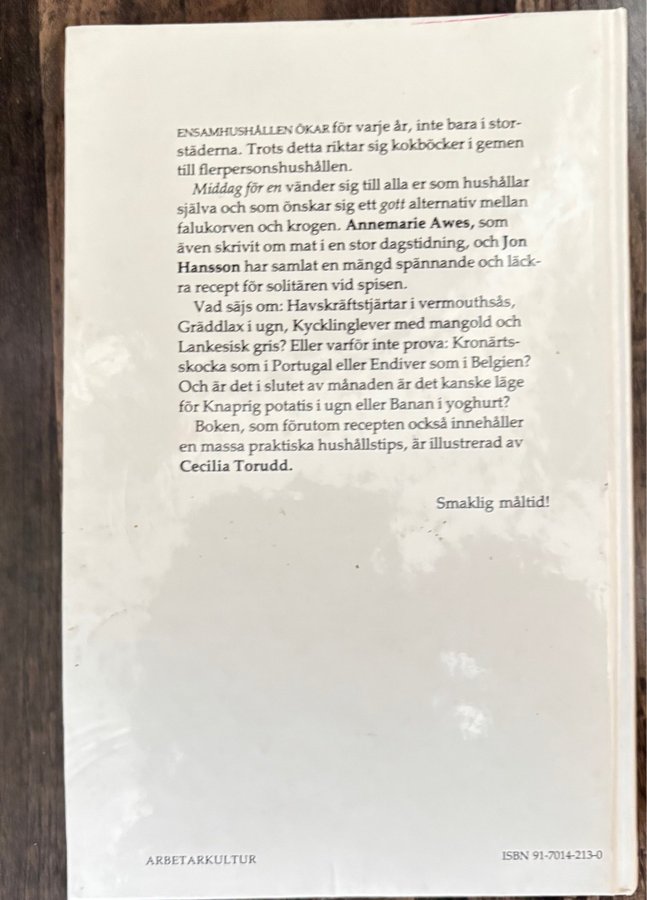 ENSAMHUSHÅLLEN ÖKAR för varje år, inte bara i stor-
städerna. Trots detta riktar sig kokböcker i gemen
till flerpersonshushållen.
Middag för en vänder sig till alla er som hushållar
själva och som önskar sig ett gott alternativ mellan
falukorven och krogen. Annemarie Awes, som
även skrivit om mat i en stor dagstidning, och Jon
Hansson har samlat en mängd spännande och läck-
ra recept för solitären vid spisen.
Vad säjs om: Havskräftstjärtar i vermouthsås,
Gräddlax i ugn, Kycklinglever med mangold och
Lankesisk gris? Eller varför inte prova: Kronärts-
skocka som i Portugal eller Endiver som i Belgien?
Och är det i slutet av månaden är det kanske läge
för Knaprig potatis i ugn eller Banan i yoghurt?
Boken, som förutom recepten också innehåller
en massa praktiska hushållstips, är illustrerad av
Cecilia Torudd.
Smaklig måltid!
ARBETARKULTUR
ISBN 91-7014-213-0